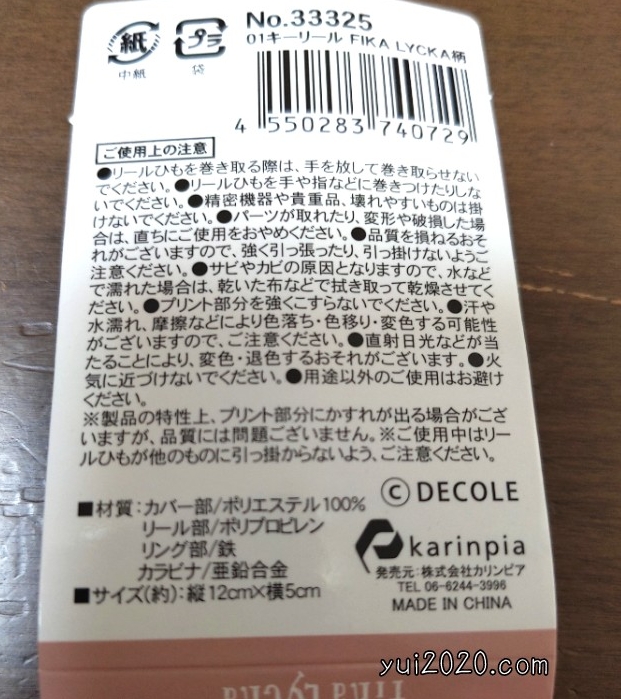 No.33325
01キーリール FIKA LYCKA柄
紙
プラ
中紙
袋
4 550283 740729
ご使用上の注意
●リールひもを巻き取る際は、手を放して巻き取らせない
でください。●リールひもを手や指などに巻きつけたりしな
いでください。●精密機器や貴重品、壊れやすいものは掛
けないでください。●パーツが取れたり、変形や破損した場
合は、直ちにご使用をおやめください。●品質を損ねるおそ
れがございますので、強く引っ張ったり、引っ掛けないようご
注意ください。●サビやカビの原因となりますので、水など
で濡れた場合は、乾いた布などで拭き取って乾燥させてく
ださい。●プリント部分を強くこすらないでください。●汗や
水濡れ、摩擦などにより色落ち・色移り・変色する可能性
がございますので、ご注意ください。●直射日光などが当
たることにより、変色・退色するおそれがございます。●火
気に近づけないでください。●用途以外のご使用はお避け
ください。
※製品の特性上、プリント部分にかすれが出る場合がござ
いますが、品質には問題ございません。※ご使用中はリー
ルひもが他のものに引っ掛からないよう、ご注意ください。
■材質:カバー部/ポリエステル100%
リール部/ポリプロピレン
リング部/鉄
カラビナ/亜鉛合金
■サイズ(約):縦12cm×横5cm
©DECOLE
karinpia
発売元:株式会社カリンピア
TEL 06-6244-3996
MADE IN CHINA
yui2020.com